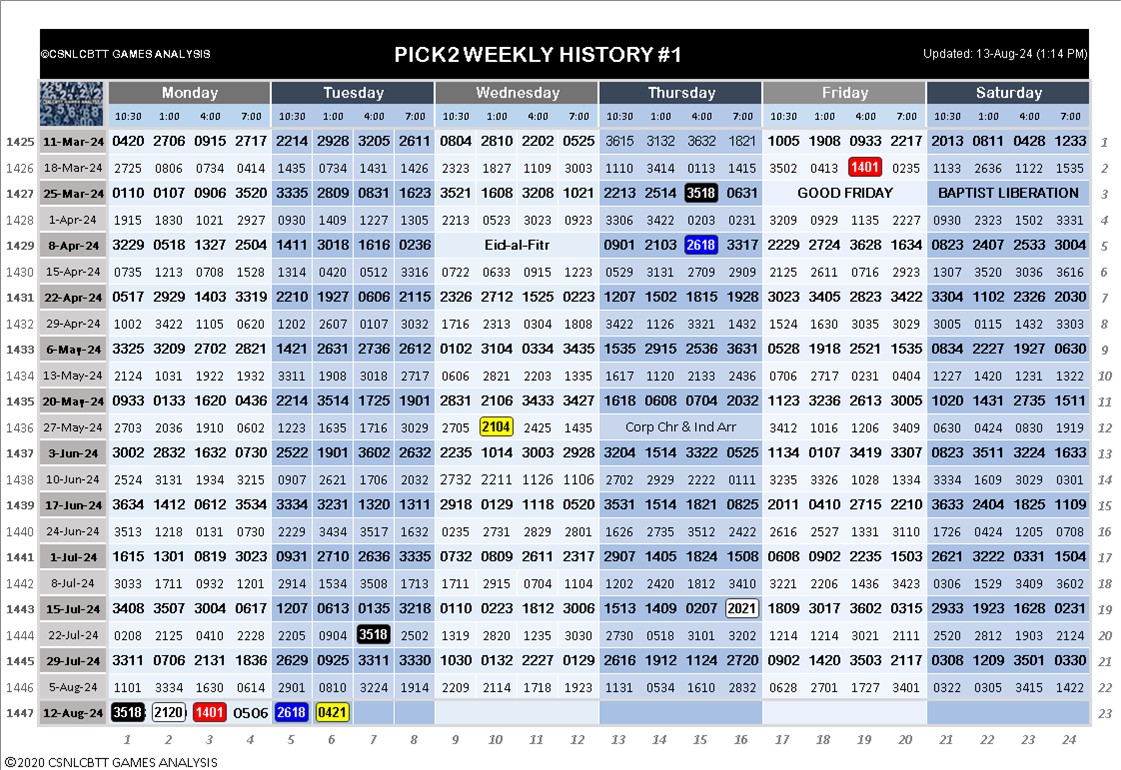 ©CSNLCBTT GAMES ANALYSIS PICK2 WEEKLY HISTORY #1 Updated: 13-Aug-24 (1:14 PM)
Monday Tuesday Wednesday Thursday Friday Saturday
10:30 1:00 4:00 7:00 10:30 1:00 4:00 7:00 10:30 1:00 4:00 7:00 10:30 1:00 4:00 7:00 10:30 1:00 4:00 7:00 10:30 1:00 4:00 7:00
1425 11-Mar-24 0420 2706 0915 2717 2214 2928 3205 2611 0804 2810 2202 0525 3615 3132 3632 1821 1005 1908 0933 2217 2013 0811 0428 1233 1
1426 18-Mar-24 2725 0806 0734 0414 1435 0734 1431 1426 2323 1827 1109 3003 1110 3414 0113 1415 3502 0413 1401 0235 1133 2636 1122 1535 2
1427 25-Mar-24 0110 0107 0906 3520 3335 2809 0831 1623 3521 1608 3208 1021 2213 2514 3518 0631 GOOD FRIDAY BAPTIST LIBERATION 3
1428 1-Apr-24 1915 1830 1021 2927 0930 1409 1227 1305 2213 0523 3023 0923 3306 3422 0203 0231 3209 0929 1135 2227 0930 2323 1502 3331 4
1429 8-Apr-24 3229 0518 1327 2504 1411 3018 1616 0236 Eid-al-Fitr 0901 2103 2618 3317 2229 2724 3628 1634 0823 2407 2533 3004 5
1430 15-Apr-24 0735 1213 0708 1528 1314 0420 0512 3316 0722 0633 0915 1223 0529 3131 2709 2909 2125 2611 0716 2923 1307 3520 3036 3616 6
1431 22-Apr-24 0517 2929 1403 3319 2210 1927 0606 2115 2326 2712 1525 0223 1207 1502 1815 1928 3023 3405 2823 3422 3304 1102 2326 2030 7
1432 29-Apr-24 1002 3422 1105 0620 1202 2607 0107 3032 1716 2313 0304 1808 3422 1126 3321 1432 1524 1630 3035 3029 3005 0115 1432 3303 8
1433 6-May-24 3325 3209 2702 2821 1421 2631 2736 2612 0102 3104 0334 3435 1535 2915 2536 3631 0528 1918 2521 1535 0834 2227 1927 0630 9
1434 13-May-24 2124 1031 1922 1932 3311 1908 3018 2717 0606 2821 2203 1335 1617 1120 2133 2436 0706 2717 0231 0404 1227 1420 1231 1322 10
1435 20-May-24 0933 0133 1620 0436 2214 3514 1725 1901 2831 2106 3433 3427 1618 0608 0704 2032 1123 3236 2613 3005 1020 1431 2735 1511 11
1436 27-May-24 2703 2036 1910 0602 1223 1635 1716 3029 2705 2104 2425 1435 Corp Chr & Ind Arr 3412 1016 1206 3409 0630 0424 0830 1919 12
1437 3-Jun-24 3002 2832 1632 0730 2522 1901 3602 2632 2235 1014 3003 2928 3204 1514 3322 0525 1134 0107 3419 3307 0823 3511 3224 1633 13
1438 10-Jun-24 2524 3131 1934 3215 0907 2621 1706 2032 2732 2211 1126 1106 2702 2929 2222 0111 3235 3326 1028 1334 3334 1609 3029 0301 14
1439 17-Jun-24 3634 1412 0612 3534 3334 3231 1320 1311 2918 0129 1118 0520 3531 1514 1821 0825 2011 0410 2715 2210 3633 2404 1825 1109 15
1440 24-Jun-24 3513 1218 0131 0730 2229 3434 3517 1632 0235 2731 2829 2801 1626 2735 3512 2422 2616 2527 1331 3110 1726 0424 1205 0708 16
1441 1-Jul-24 1615 1301 0819 3023 0931 2710 2636 3335 0732 0809 2611 2317 2907 1405 1824 1508 0608 0902 2235 1503 2621 3222 0331 1504 17
1442 8-Jul-24 3033 1711 0932 1201 2914 1534 3508 1713 1711 2915 0704 1104 1202 2420 1812 3410 3221 2206 1436 3423 0306 1529 3409 3602 18
1443 15-Jul-24 3408 3507 3004 0617 1207 0613 0135 3218 0110 0223 1812 3006 1513 1409 0207 2021 1809 3017 3602 0315 2933 1923 1628 0231 19
1444 22-Jul-24 0208 2125 0410 2228 2205 0904 3518 2502 1319 2820 1235 3030 2730 0518 3101 3202 1214 1214 3021 2111 2520 2812 1903 2124 20
1445 29-Jul-24 3311 0706 2131 1836 2629 0925 3311 3330 1030 0132 2227 0129 2616 1912 1124 2720 0902 1420 3503 2117 0308 1209 3501 0330 21
1446 5-Aug-24 1101 3334 1630 0614 2901 0810 3224 1914 2209 2114 1718 1923 1131 0534 1610 2832 0628 2701 1727 3401 0322 0305 3415 1422 22
1447 12-Aug-24 3518 2120 1401 0506 2618 0421 23
1 2 3 4 5 6 7 8 9 10 11 12 13 14 15 16 17 18 19 20 21 22 23 24
©2020 CSNLCBTT GAMES ANALYSIS